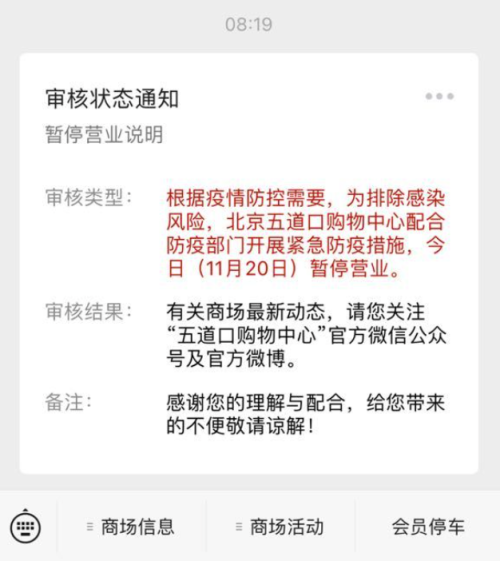 08:19
审核状态通知
暂停营业说明
审核类型：
根据疫情防控需要，为排除感染
风险，北京五道口购物中心配合
防疫部门开展紧急防疫措施，今
日（11月20日）暂停营业。
审核结果：
有关商场最新动态，请您关注
“五道口购物中心”官方微信公众
号及官方微博。
备注：
感谢您的理解与配合，给您带来
的不便敬请谅解！
商场信息
商场活动
会员停车